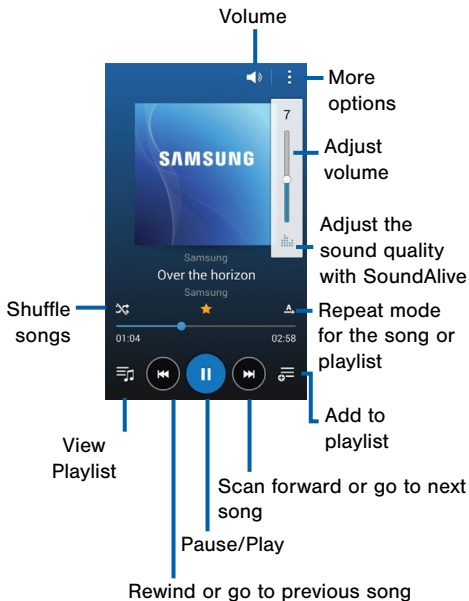 Volume
More
options
7
Adjust
volume
SAMSUNG
Adjust the
sound quality
with SoundAlive
Samsung
Over the horizon
Samsung
Shuffle
songs
A
Repeat mode
for the song or
playlist
01:04
02:58
Add to
playlist
View
Playlist
Scan forward or go to next
song
Pause/Play
Rewind or go to previous song